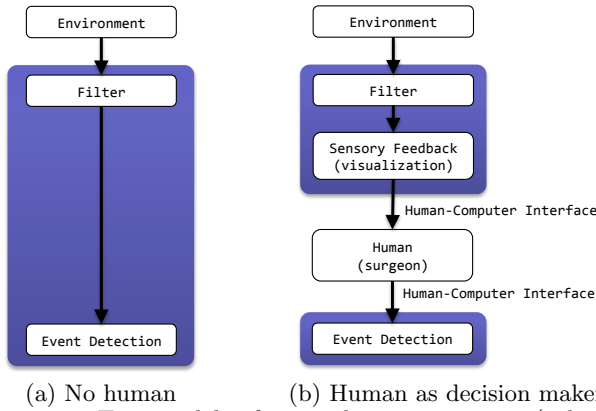 Environment
Filter
Event Detection
(a) No human
Environment
Filter
Sensory Feedback
(visualization)
Human-Computer Interface
Human
(surgeon)
Human-Computer Interface
Event Detection
(b) Human as decision maker